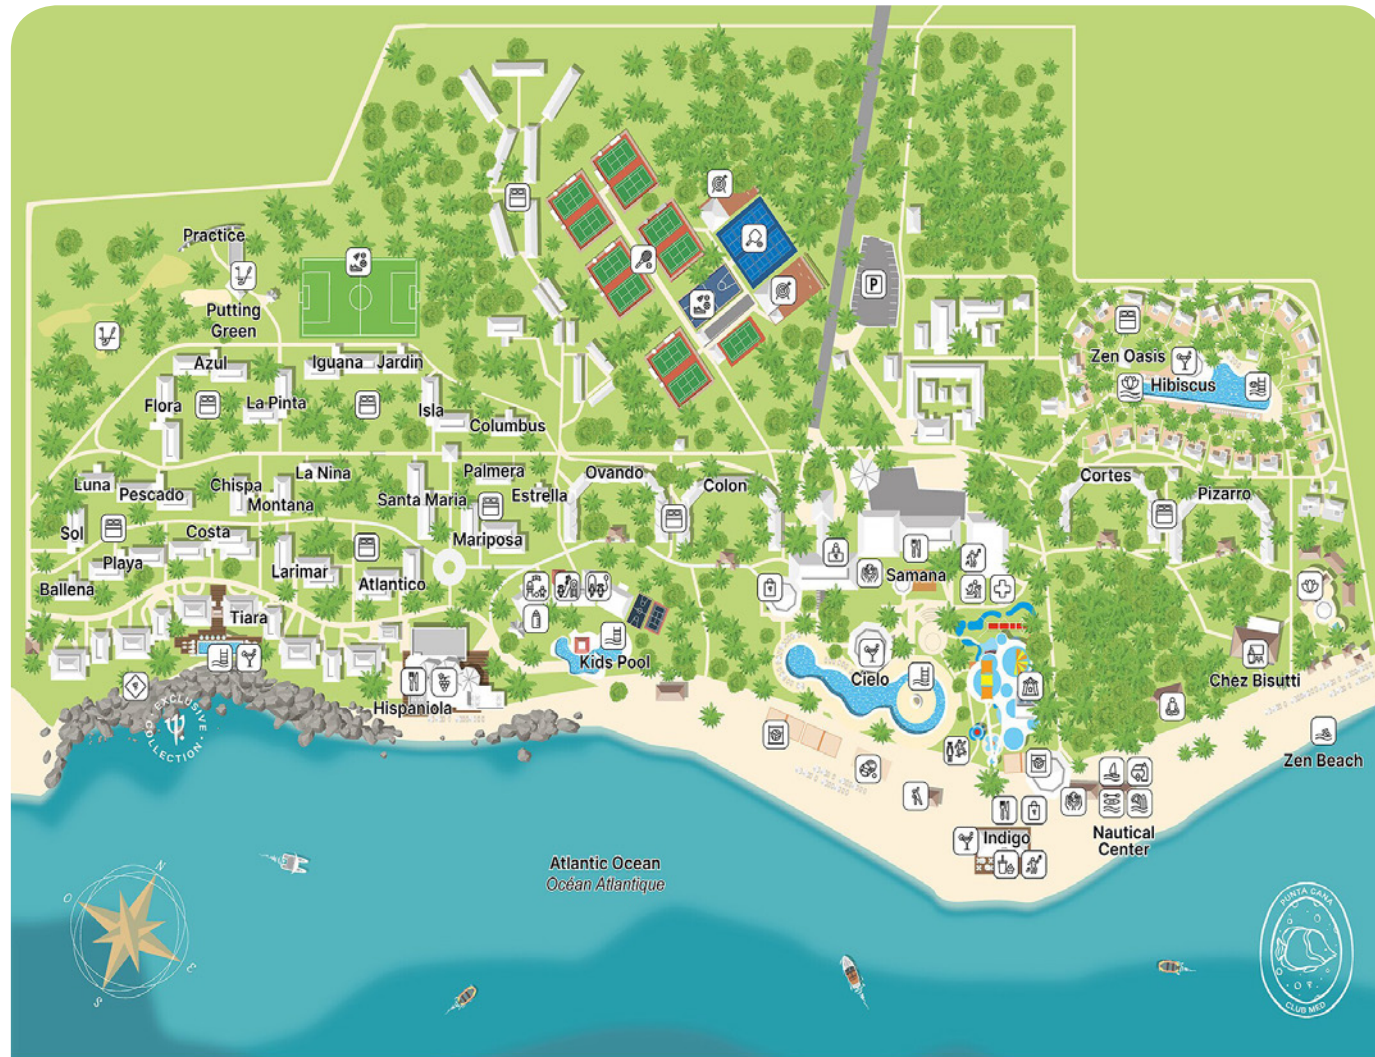 Practice
Putting
Green
P
Azul
Iguana
Jardin
Zen Oasis
Hibiscus
Flora
La Pinta
Isla
Columbus
Luna
Pescado
Chispa
Montana
La Nina
Santa Maria
Palmera
Estrella
Ovando
Colon
Cortes
Pizarro
Sol
Costa
Mariposa
Playa
Larimar
Atlantico
Samana
Ballena
Tiara
Kids Pool
Cielo
Chez Bisutti
Hispaniola
EXCLUSIVE
COLLECTION
Zen Beach
Indigo
Nautical
Center
Atlantic Ocean
Océan Atlantique
N
O
E
S
PUNTA CANA
CLUB MED